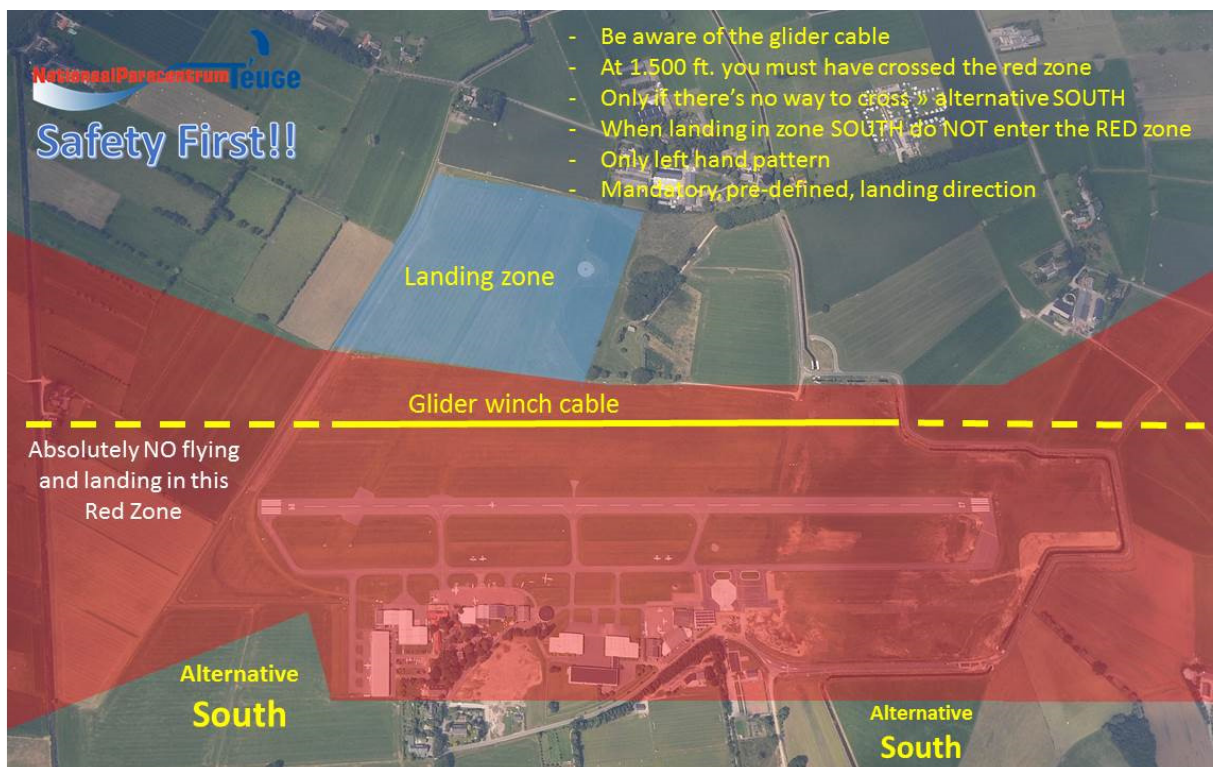 NationaalParacentrum
Teuge
Safety First!!
- Be aware of the glider cable
- At 1.500 ft. you must have crossed the red zone
- Only if there's no way to cross » alternative SOUTH
- When landing in zone SOUTH do NOT enter the RED zone
- Only left hand pattern
- Mandatory, pre-defined, landing direction
Landing zone
Glider winch cable
Absolutely NO flying
and landing in this
Red Zone
Alternative
South
Alternative
South